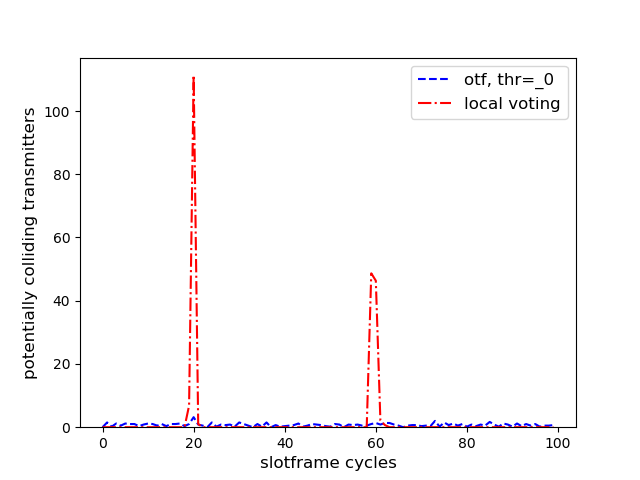 otf, thr=_0
local voting
potentially colliding transmitters
100
80
60
40
20
0
0 20 40 60 80 100
slotframe cycles